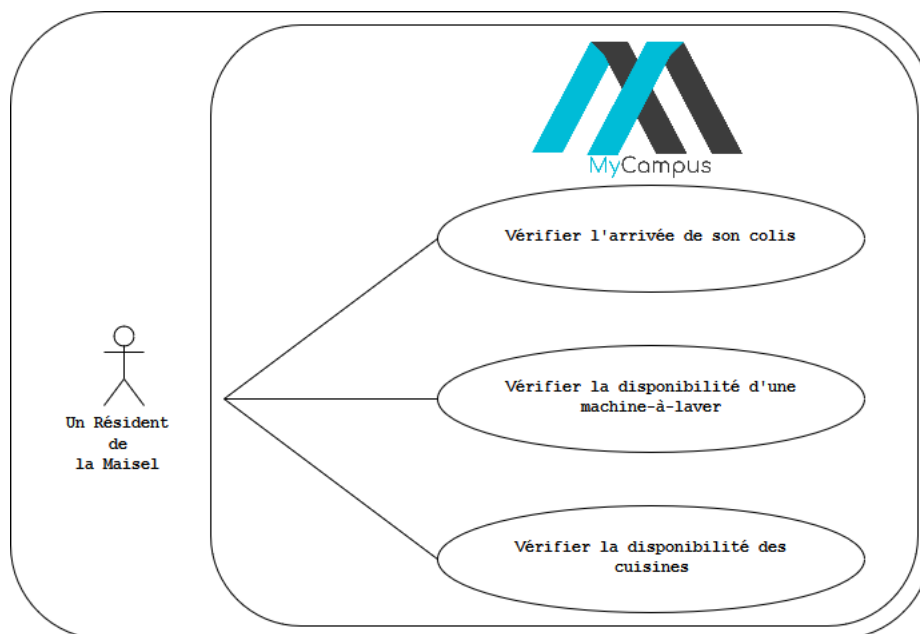 MyCampus
Vérifier l'arrivée de son colis
Vérifier la disponibilité d'une
machine-à-laver
Un Résident
de
la Maisel
Vérifier la disponibilité des
cuisines